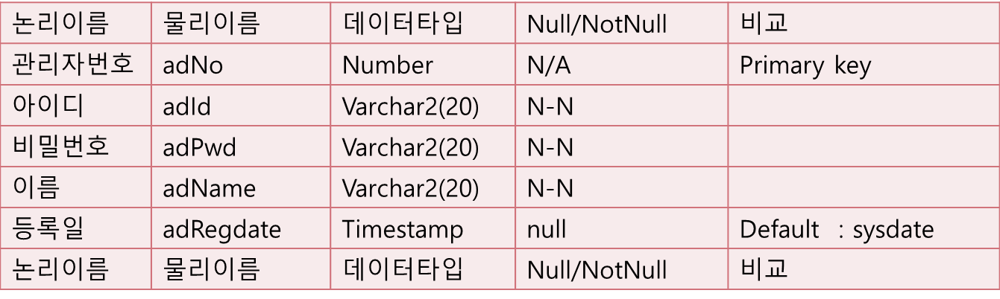 논리이름 물리이름 데이터타입 Null/NotNull 비교
관리자번호 adNo Number N/A Primary key
아이디 adId Varchar2(20) N-N
비밀번호 adPwd Varchar2(20) N-N
이름 adName Varchar2(20) N-N
등록일 adRegdate Timestamp null Default : sysdate
논리이름 물리이름 데이터타입 Null/NotNull 비교